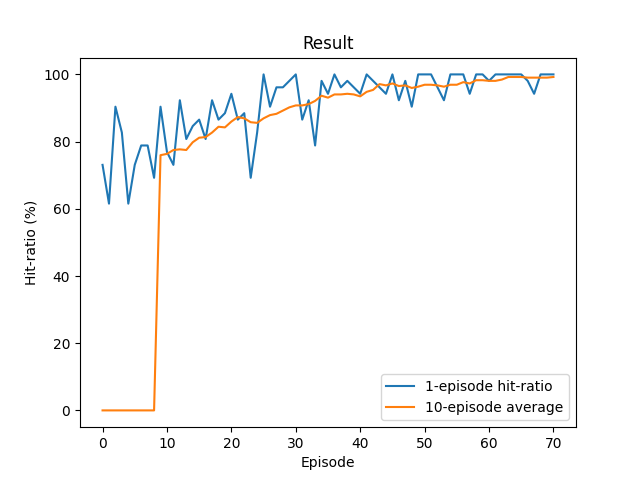 Result
Hit-ratio (%)
100
80
60
40
20
0
0 10 20 30 40 50 60 70
Episode
1-episode hit-ratio
10-episode average